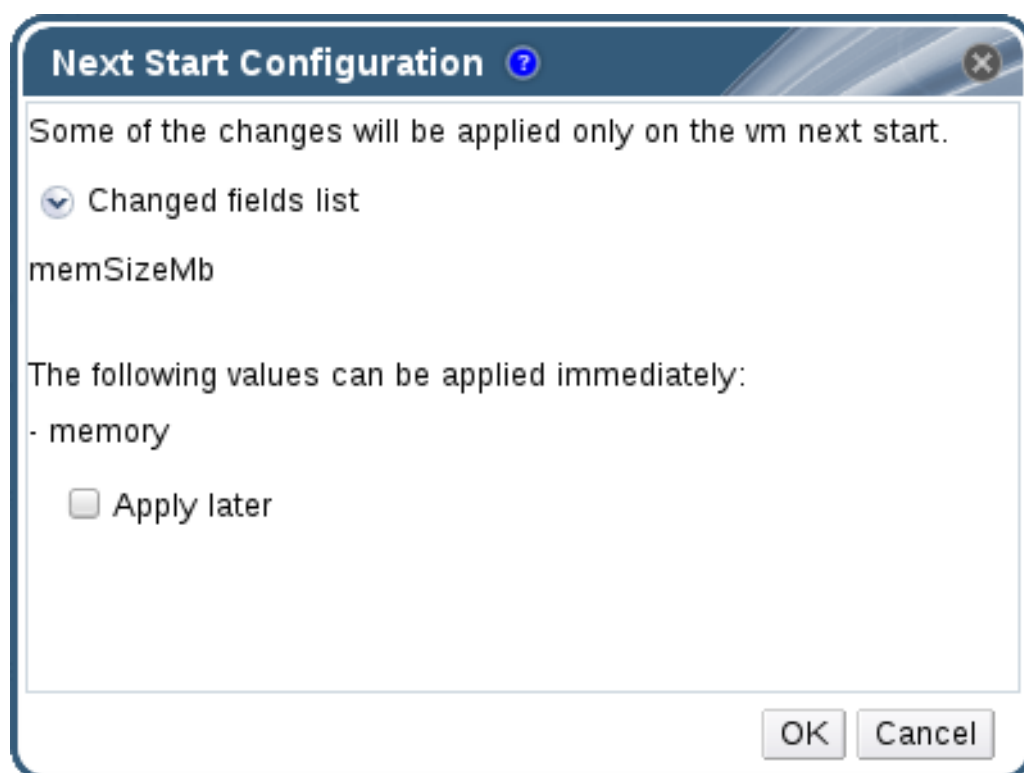 Next Start Configuration ?
Some of the changes will be applied only on the vm next start.
Changed fields list
memSizeMb
The following values can be applied immediately:
- memory
Apply later
OK Cancel